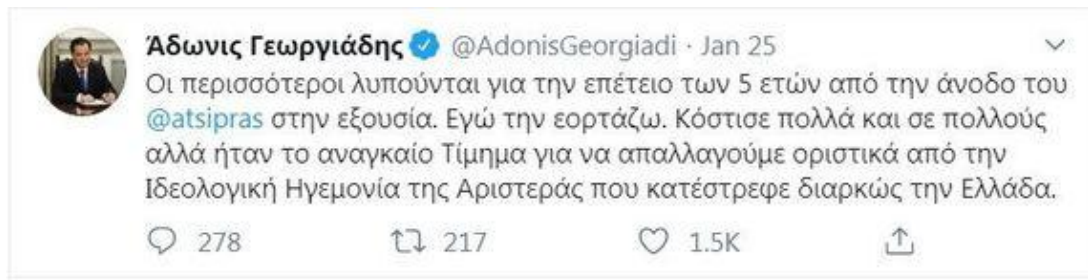 Άδωνις Γεωργιάδης @AdonisGeorgiadi · Jan 25
Οι περισσότεροι λυπούνται για την επέτειο των 5 ετών από την άνοδο του
@atsipras στην εξουσία. Εγώ την εορτάζω. Κόστισε πολλά και σε πολλούς
αλλά ήταν το αναγκαίο Τίμημα για να απαλλαγούμε οριστικά από την
Ιδεολογική Ηγεμονία της Αριστεράς που κατέστρεφε διαρκώς την Ελλάδα.
278 217 1.5K